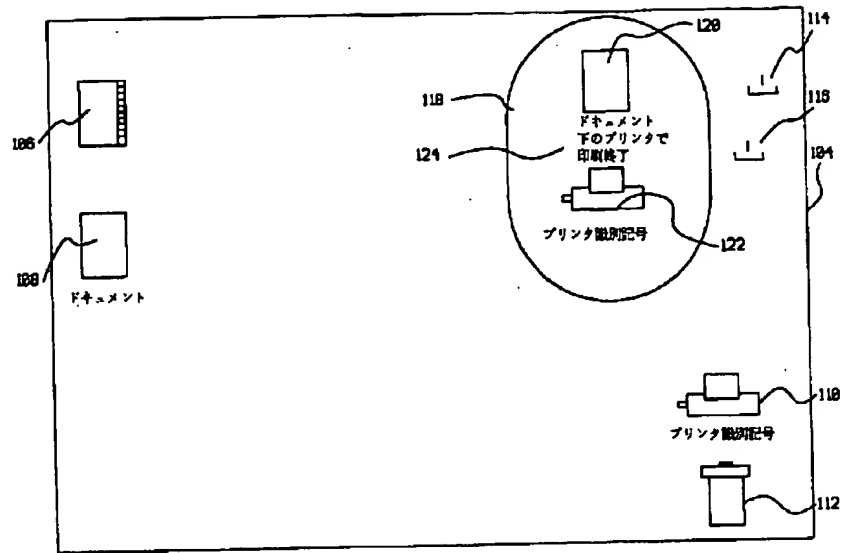 120
114
118
116
ドキュメント
下のプリンタで
印刷終了
124
104
106
プリンタ識別記号
122
108
ドキュメント
110
プリンタ識別記号
112